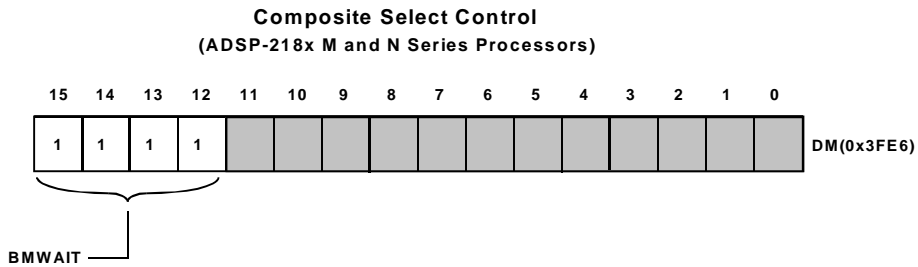 Composite Select Control
(ADSP-218x M and N Series Processors)
15 14 13 12 11 10 9 8 7 6 5 4 3 2 1 0
1 1 1 1 DM(0x3FE6)
BMWAIT